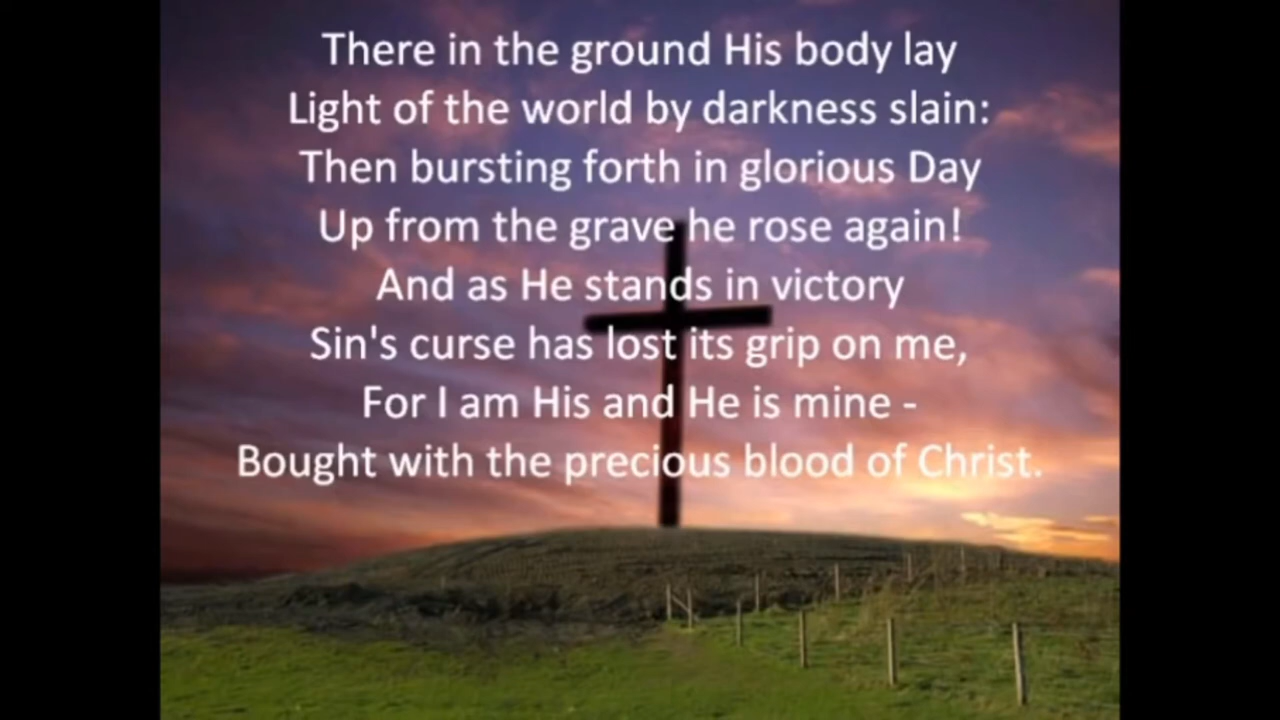 There in the ground His body lay
Light of the world by darkness slain:
Then bursting forth in glorious Day
Up from the grave he rose again!
And as He stands in victory
Sin's curse has lost its grip on me,
For I am His and He is mine -
Bought with the precious blood of Christ.